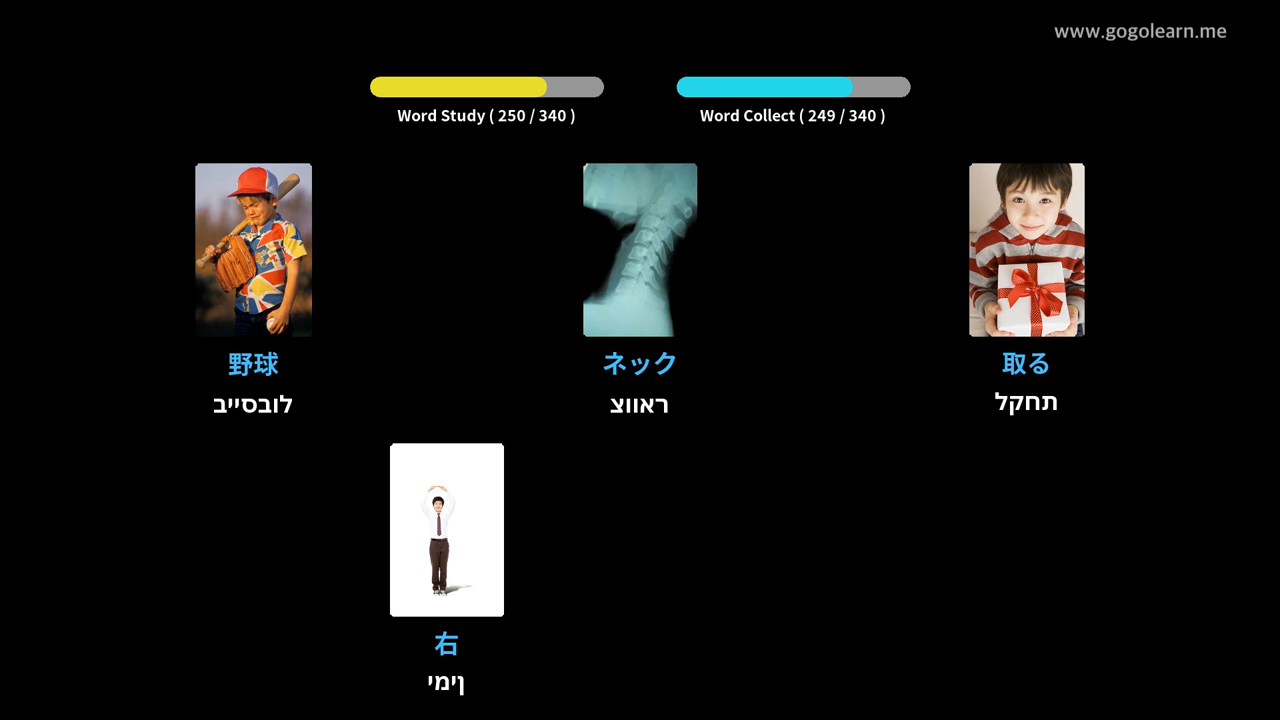 www.gogolearn.me
Word Study ( 250 / 340 )
Word Collect ( 249 / 340 )
野球
לובסייב
ネック
ראווצ
取る
תחקל
右
ןימי